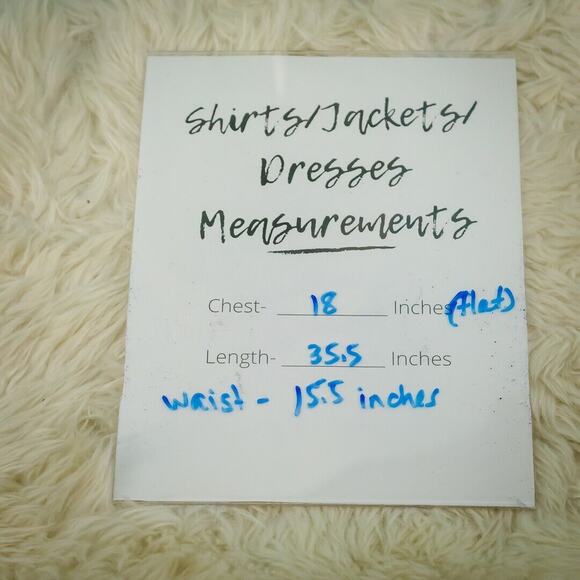 Shirts/Jackets/
Dresses
Measurements
Chest- 18 Inches (flat)
Length- 35.5 Inches
waist - 15.5 inches